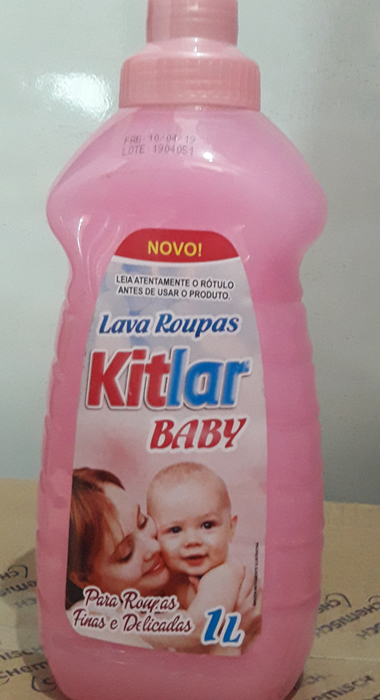 FAB 10/04/19
LOTE 1904051
NOVO!
LEIA ATENTAMENTE O RÓTULO
ANTES DE USAR O PRODUTO.
Lava Roupas
Kitlar
BABY
Para Roupas
Finas e Delicadas
1L